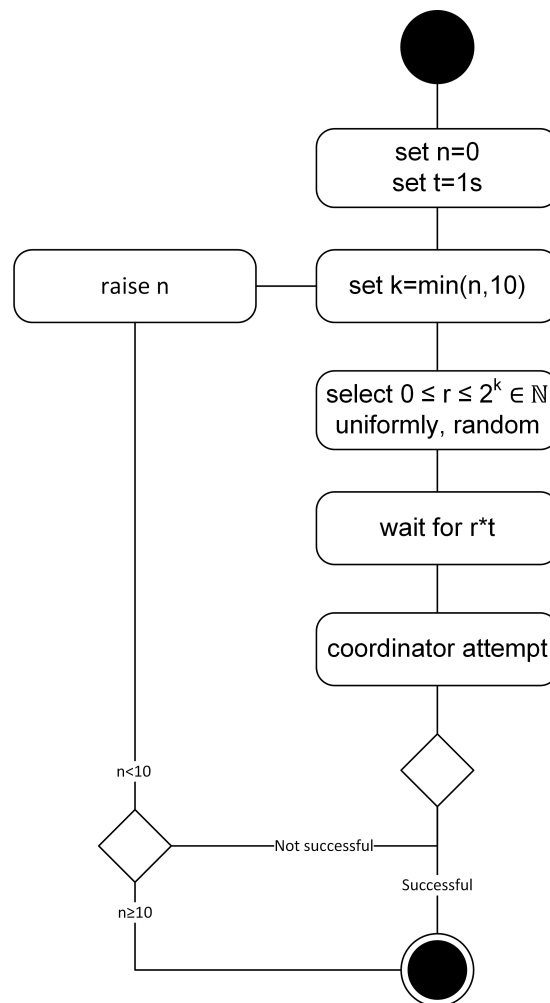 set n=0
set t=1s
raise n
set k=min(n,10)
select 0 ≤ r ≤ 2^k ∈ ℕ
uniformly, random
wait for r*t
coordinator attempt
n<10
Not successful
Successful
n≥10